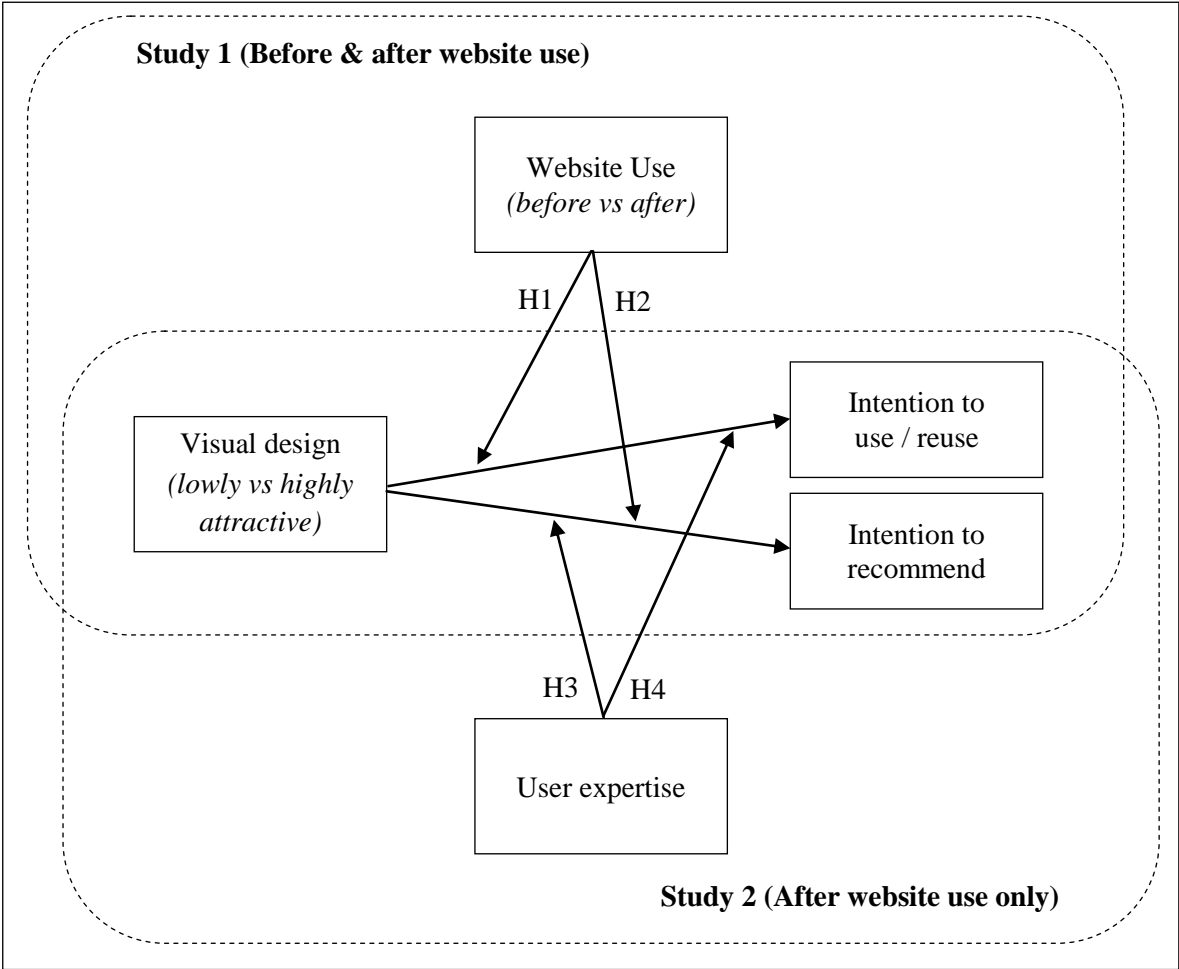 Study 1 (Before & after website use)
Website Use
(before vs after)
H1
H2
Visual design
(lowly vs highly
attractive)
Intention to
use / reuse
Intention to
recommend
H3
H4
User expertise
Study 2 (After website use only)